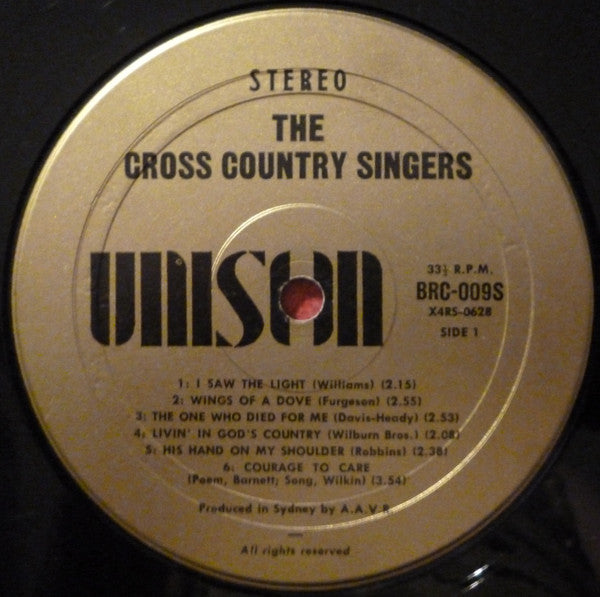 STEREO
THE
CROSS COUNTRY SINGERS
UNISON
33⅓ R.P.M.
BRC-009S
X4RS-0628
SIDE 1
1: I SAW THE LIGHT (Williams) (2.15)
2: WINGS OF A DOVE (Furgeson) (2.55)
3: THE ONE WHO DIED FOR ME (Davis-Heady) (2.53)
4: LIVIN' IN GOD'S COUNTRY (Wilburn Bros.) (2.08)
5: HIS HAND ON MY SHOULDER (Robbins) (2.38)
6: COURAGE TO CARE
(Poem, Barnett; Song, Wilkin) (3.54)
Produced in Sydney by A.A.V.R.
All rights reserved